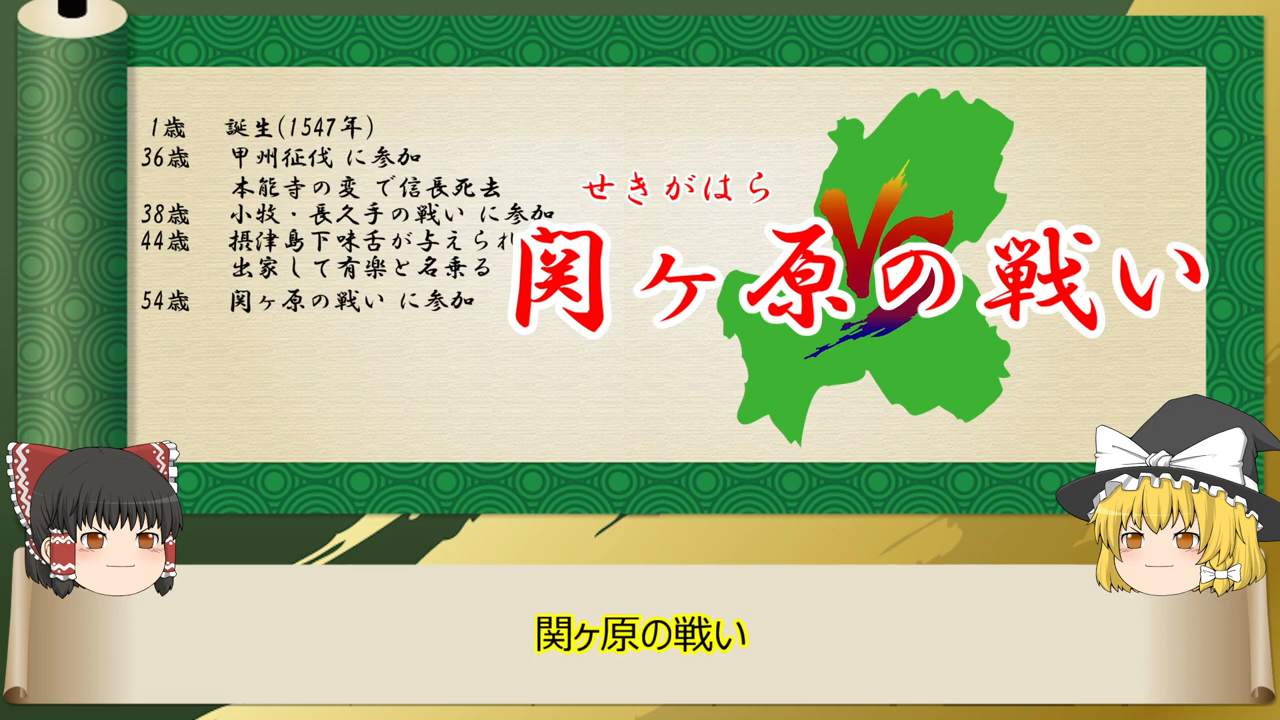 1歳 誕生(1547年)
36歳 甲州征伐 に参加
本能寺の変 で信長死去
38歳 小牧・長久手の戦い に参加
44歳 摂津島下味舌が与えられ
出家して有楽と名乗る
54歳 関ヶ原の戦い に参加
せきがはら
関ヶ原の戦い
VS
関ヶ原の戦い